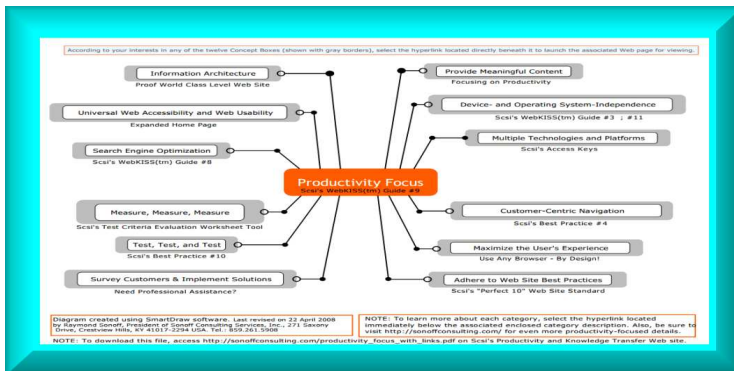 According to your interests in any of the twelve Concept Boxes (shown with gray borders), select the hyperlink located directly beneath it to launch the associated Web page for viewing.
Information Architecture
Proof World Class Level Web Site
Provide Meaningful Content
Focusing on Productivity
Universal Web Accessibility and Web Usability
Expanded Home Page
Device- and Operating System-Independence
Scsi's WebKISS(tm) Guide #3 ; #11
Search Engine Optimization
Scsi's WebKISS(tm) Guide #8
Multiple Technologies and Platforms
Scsi's Access Keys
Productivity Focus
Scsi's WebKISS(tm) Guide #9
Measure, Measure, Measure
Scsi's Test Criteria Evaluation Worksheet Tool
Customer-Centric Navigation
Scsi's Best Practice #4
Test, Test, and Test
Scsi's Best Practice #10
Maximize the User's Experience
Use Any Browser - By Design!
Survey Customers & Implement Solutions
Need Professional Assistance?
Adhere to Web Site Best Practices
Scsi's "Perfect 10" Web Site Standard
Diagram created using SmartDraw software. Last revised on 22 April 2008
by Raymond Sonoff, President of Sonoff Consulting Services, Inc., 271 Saxony
Drive, Crestview Hills, KY 41017-2294 USA. Tel.: 859.261.5908
NOTE: To learn more about each category, select the hyperlink located
immediately below the associated enclosed category description. Also, be sure to
visit http://sonoffconsulting.com/ for even more productivity-focused details.
NOTE: To download this file, access http://sonoffconsulting.com/productivity_focus_with_links.pdf on Scsi's Productivity and Knowledge Transfer Web site.